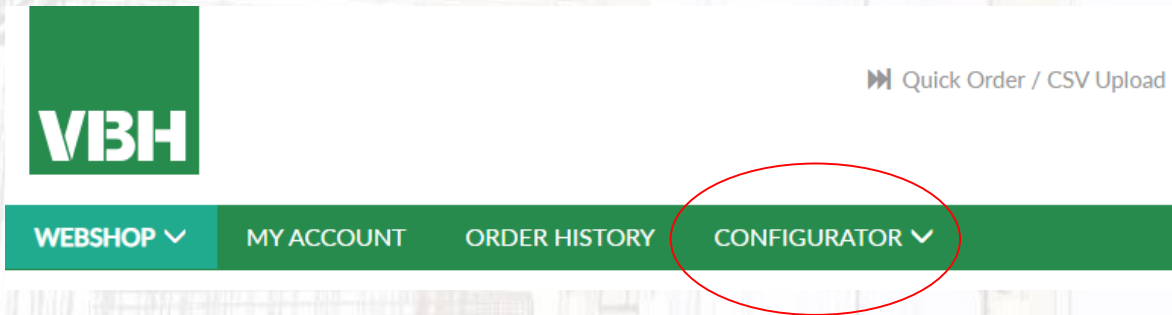 Quick Order / CSV Upload
VBH
WEBSHOP MY ACCOUNT ORDER HISTORY CONFIGURATOR